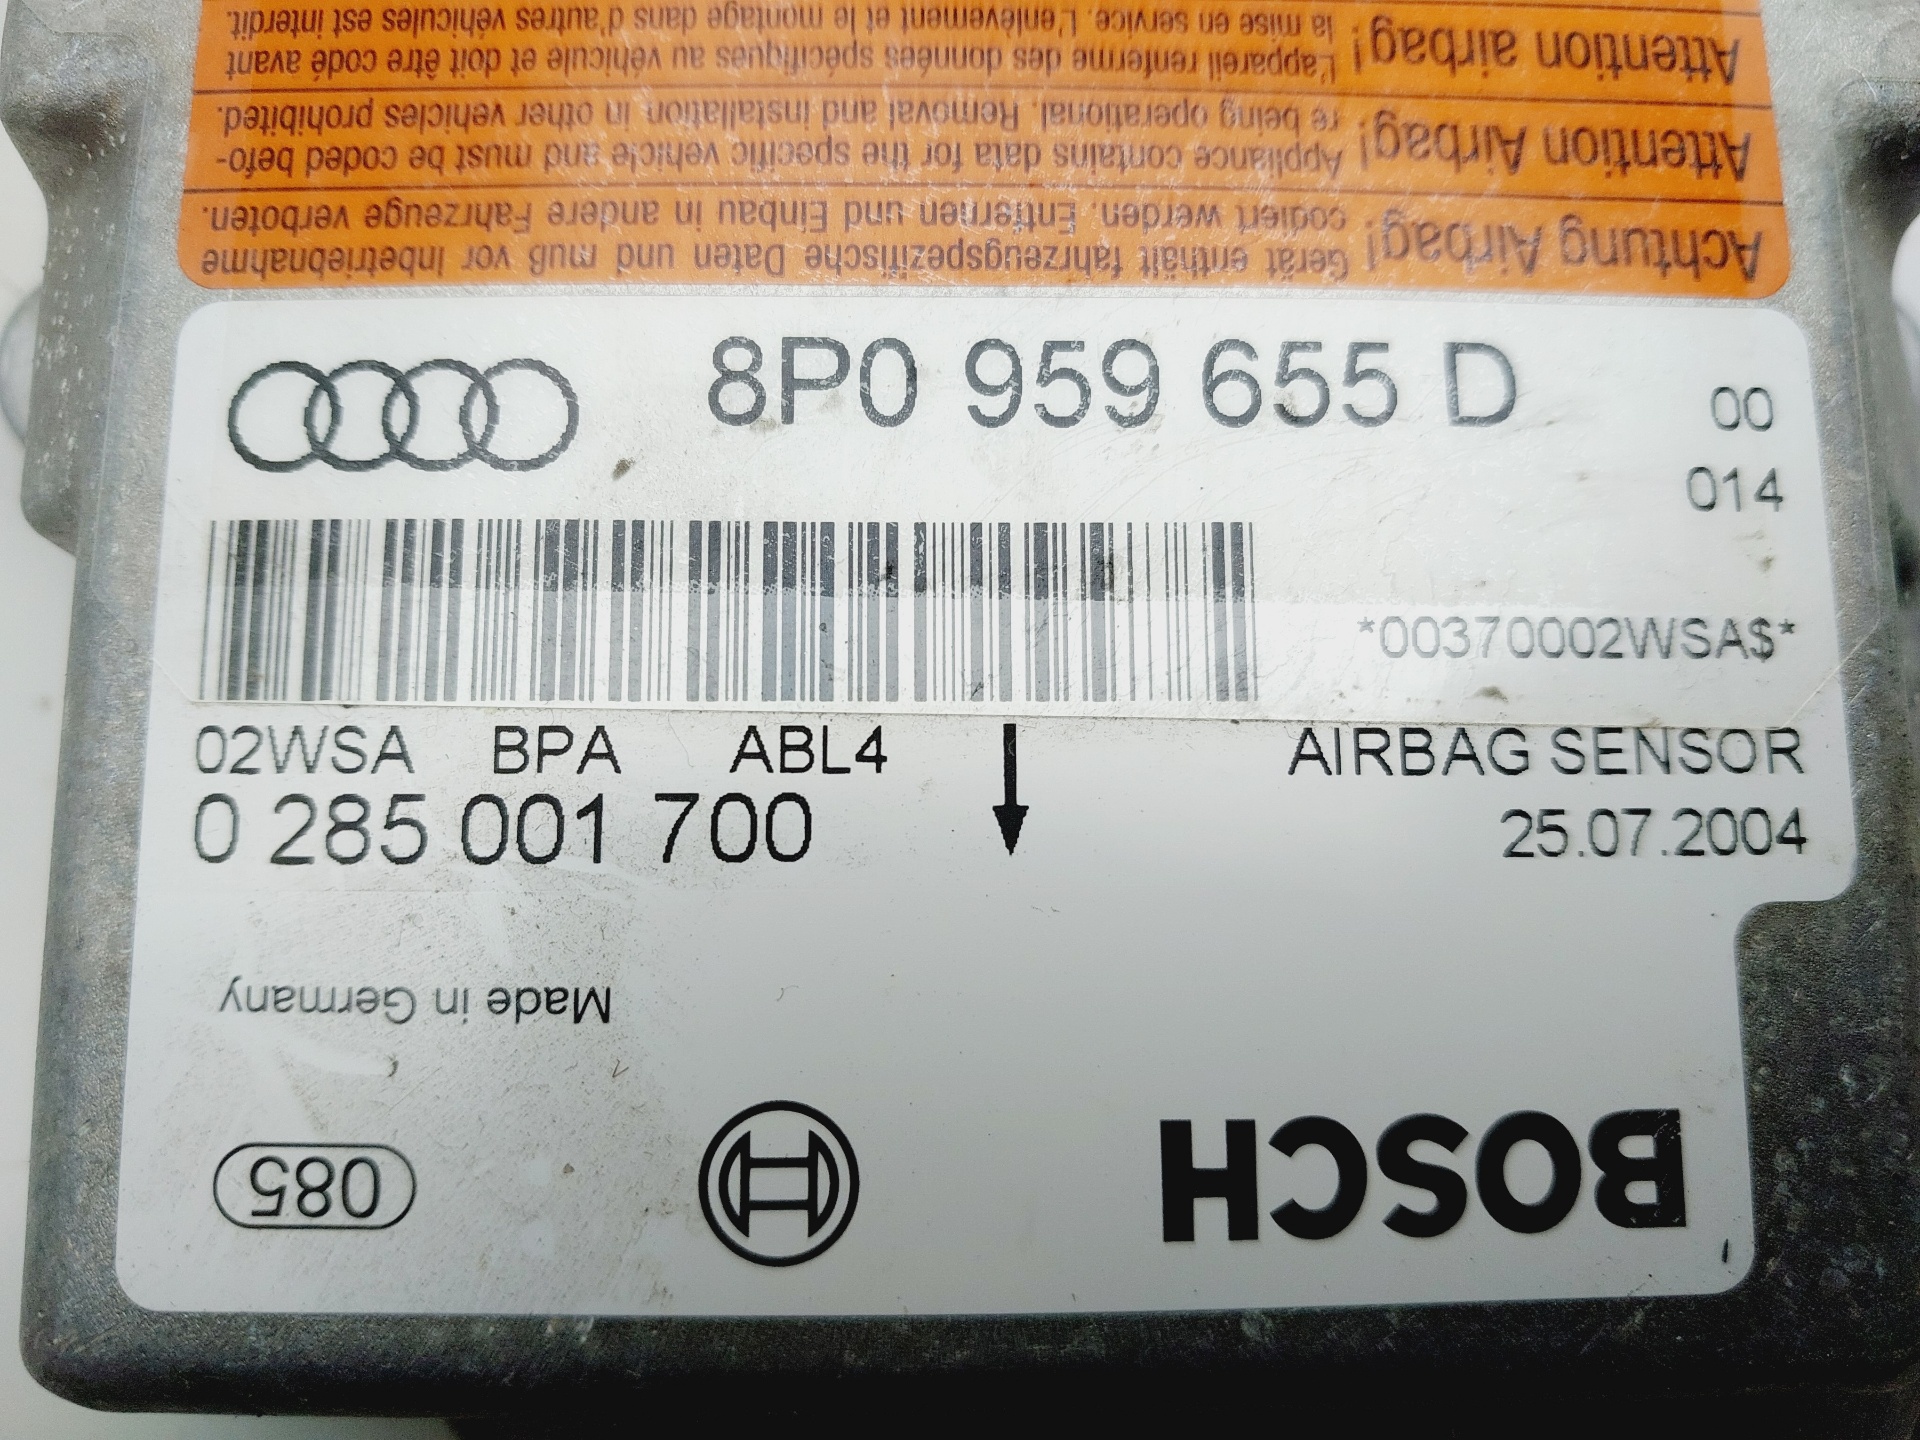 Attention airbag! L'appareil renferme des données spécifiques au véhicule et doit être codé avant
la mise en service. L'enlèvement et le montage dans d'autres véhicules est interdit.
Attention Airbag! Appliance contains data for the specific vehicle and must be coded befo-
re being operational. Removal and installation in other vehicles prohibited.
Achtung Airbag! Gerät enthält fahrzeugspezifische Daten und muß vor Inbetriebnahme
codiert werden. Entfernen und Einbau in andere Fahrzeuge verboten.
8P0 959 655 D
00
014
*00370002WSA$*
02WSA BPA ABL4
AIRBAG SENSOR
0 285 001 700
25.07.2004
Made in Germany
085
BOSCH